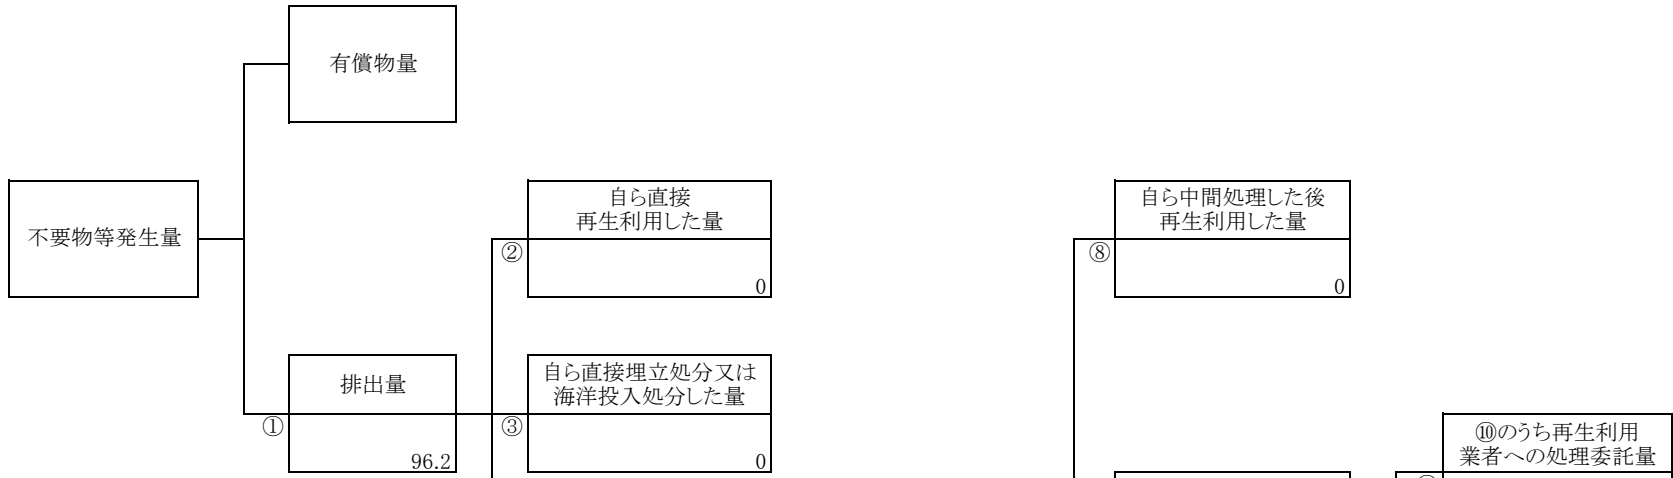 有償物量
不要物等発生量
自ら直接
再生利用した量
②
0
自ら中間処理した後
再生利用した量
⑧
0
排出量
①
96.2
自ら直接埋立処分又は
海洋投入処分した量
③
0
⑩のうち再生利用
業者への処理委託量